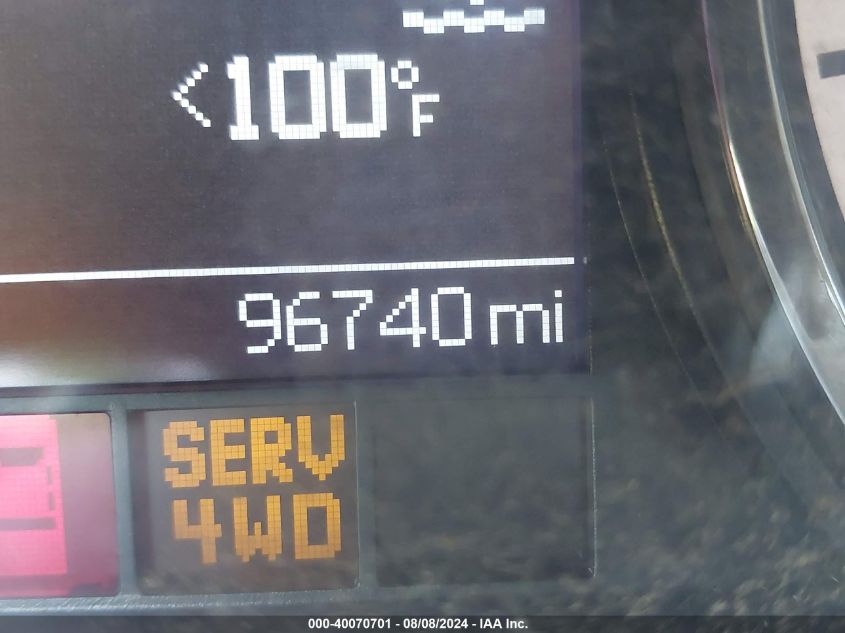 <100°F
96740 mi
SERV
4WD
000-40070701 - 08/08/2024 - IAA Inc.